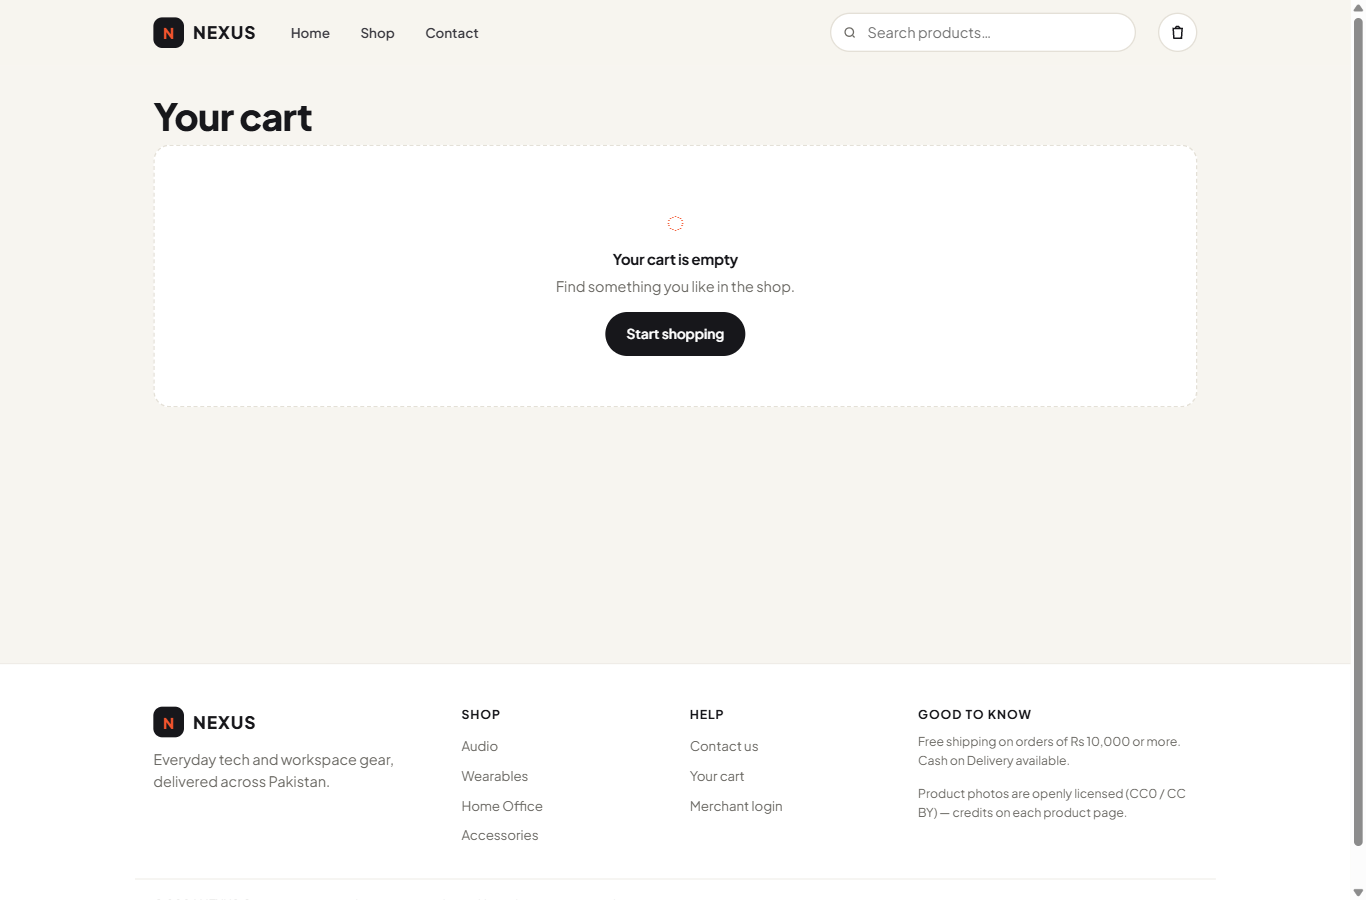 N NEXUS
Home
Shop
Contact
Search products…
Your cart
Your cart is empty
Find something you like in the shop.
Start shopping
N NEXUS
Everyday tech and workspace gear,
delivered across Pakistan.
SHOP
Audio
Wearables
Home Office
Accessories
HELP
Contact us
Your cart
Merchant login
GOOD TO KNOW
Free shipping on orders of Rs 10,000 or more.
Cash on Delivery available.
Product photos are openly licensed (CC0 / CC
BY) — credits on each product page.